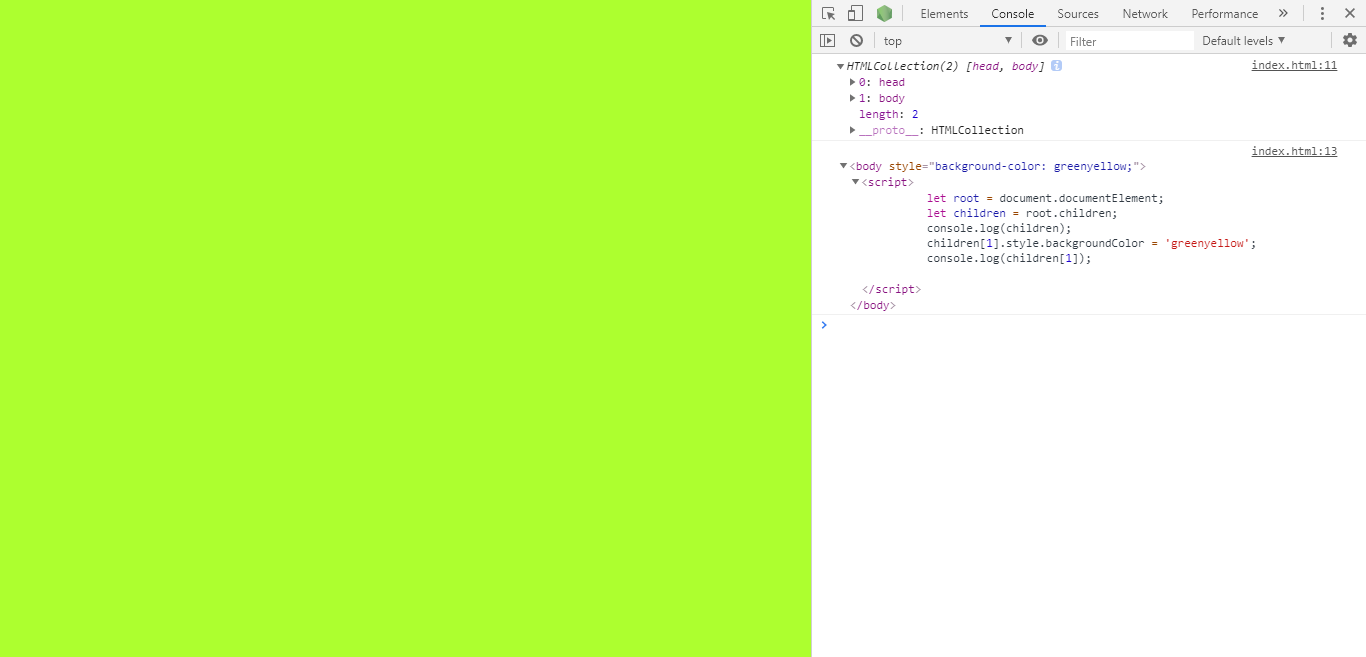 Elements Console Sources Network Performance »
top ▼ Filter Default levels ▼
▼HTMLCollection(2) [head, body] i index.html:11
▶0: head
▶1: body
length: 2
▶__proto__: HTMLCollection
index.html:13
▼<body style="background-color: greenyellow;">
▼<script>
let root = document.documentElement;
let children = root.children;
console.log(children);
children[1].style.backgroundColor = 'greenyellow';
console.log(children[1]);
</script>
</body>
>